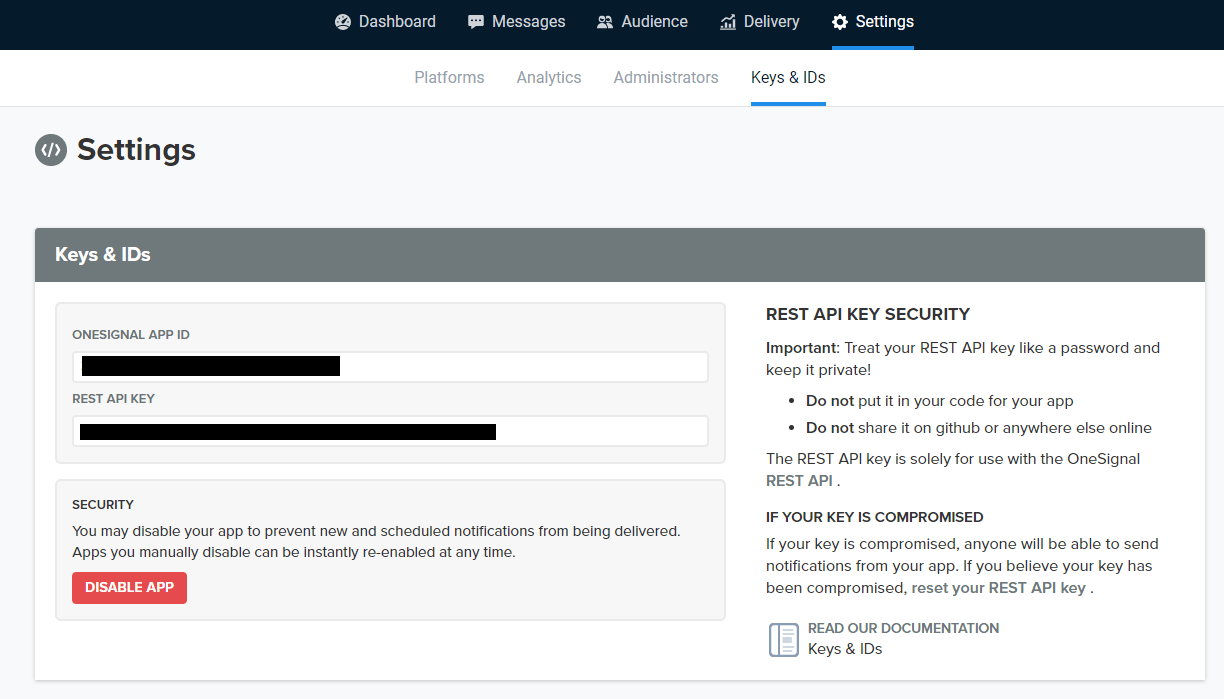 Dashboard Messages Audience Delivery Settings
Platforms Analytics Administrators Keys & IDs
Settings
Keys & IDs
ONESIGNAL APP ID
REST API KEY
SECURITY
You may disable your app to prevent new and scheduled notifications from being delivered.
Apps you manually disable can be instantly re-enabled at any time.
DISABLE APP
REST API KEY SECURITY
Important: Treat your REST API key like a password and
keep it private!
• Do not put it in your code for your app
• Do not share it on github or anywhere else online
The REST API key is solely for use with the OneSignal
REST API .
IF YOUR KEY IS COMPROMISED
If your key is compromised, anyone will be able to send
notifications from your app. If you believe your key has
been compromised, reset your REST API key .
READ OUR DOCUMENTATION
Keys & IDs